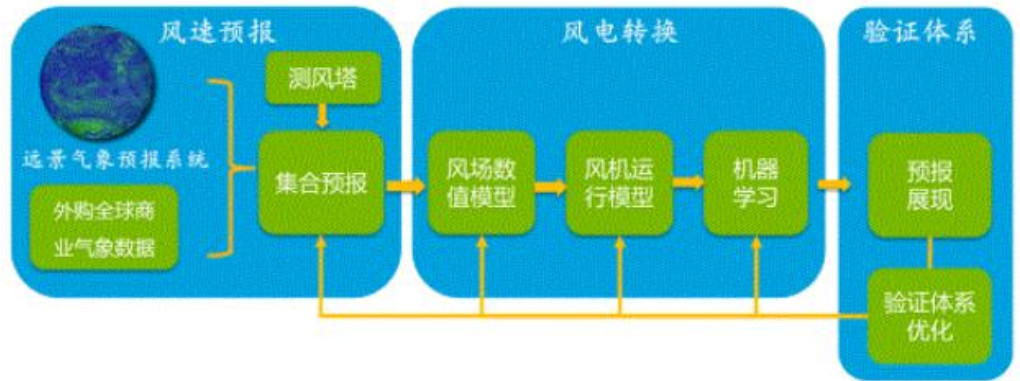 风速预报
测风塔
远景气象预报系统
集合预报
外购全球商
业气象数据
风电转换
风场数
值模型
风机运
行模型
机器
学习
验证体系
预报
展现
验证体系
优化